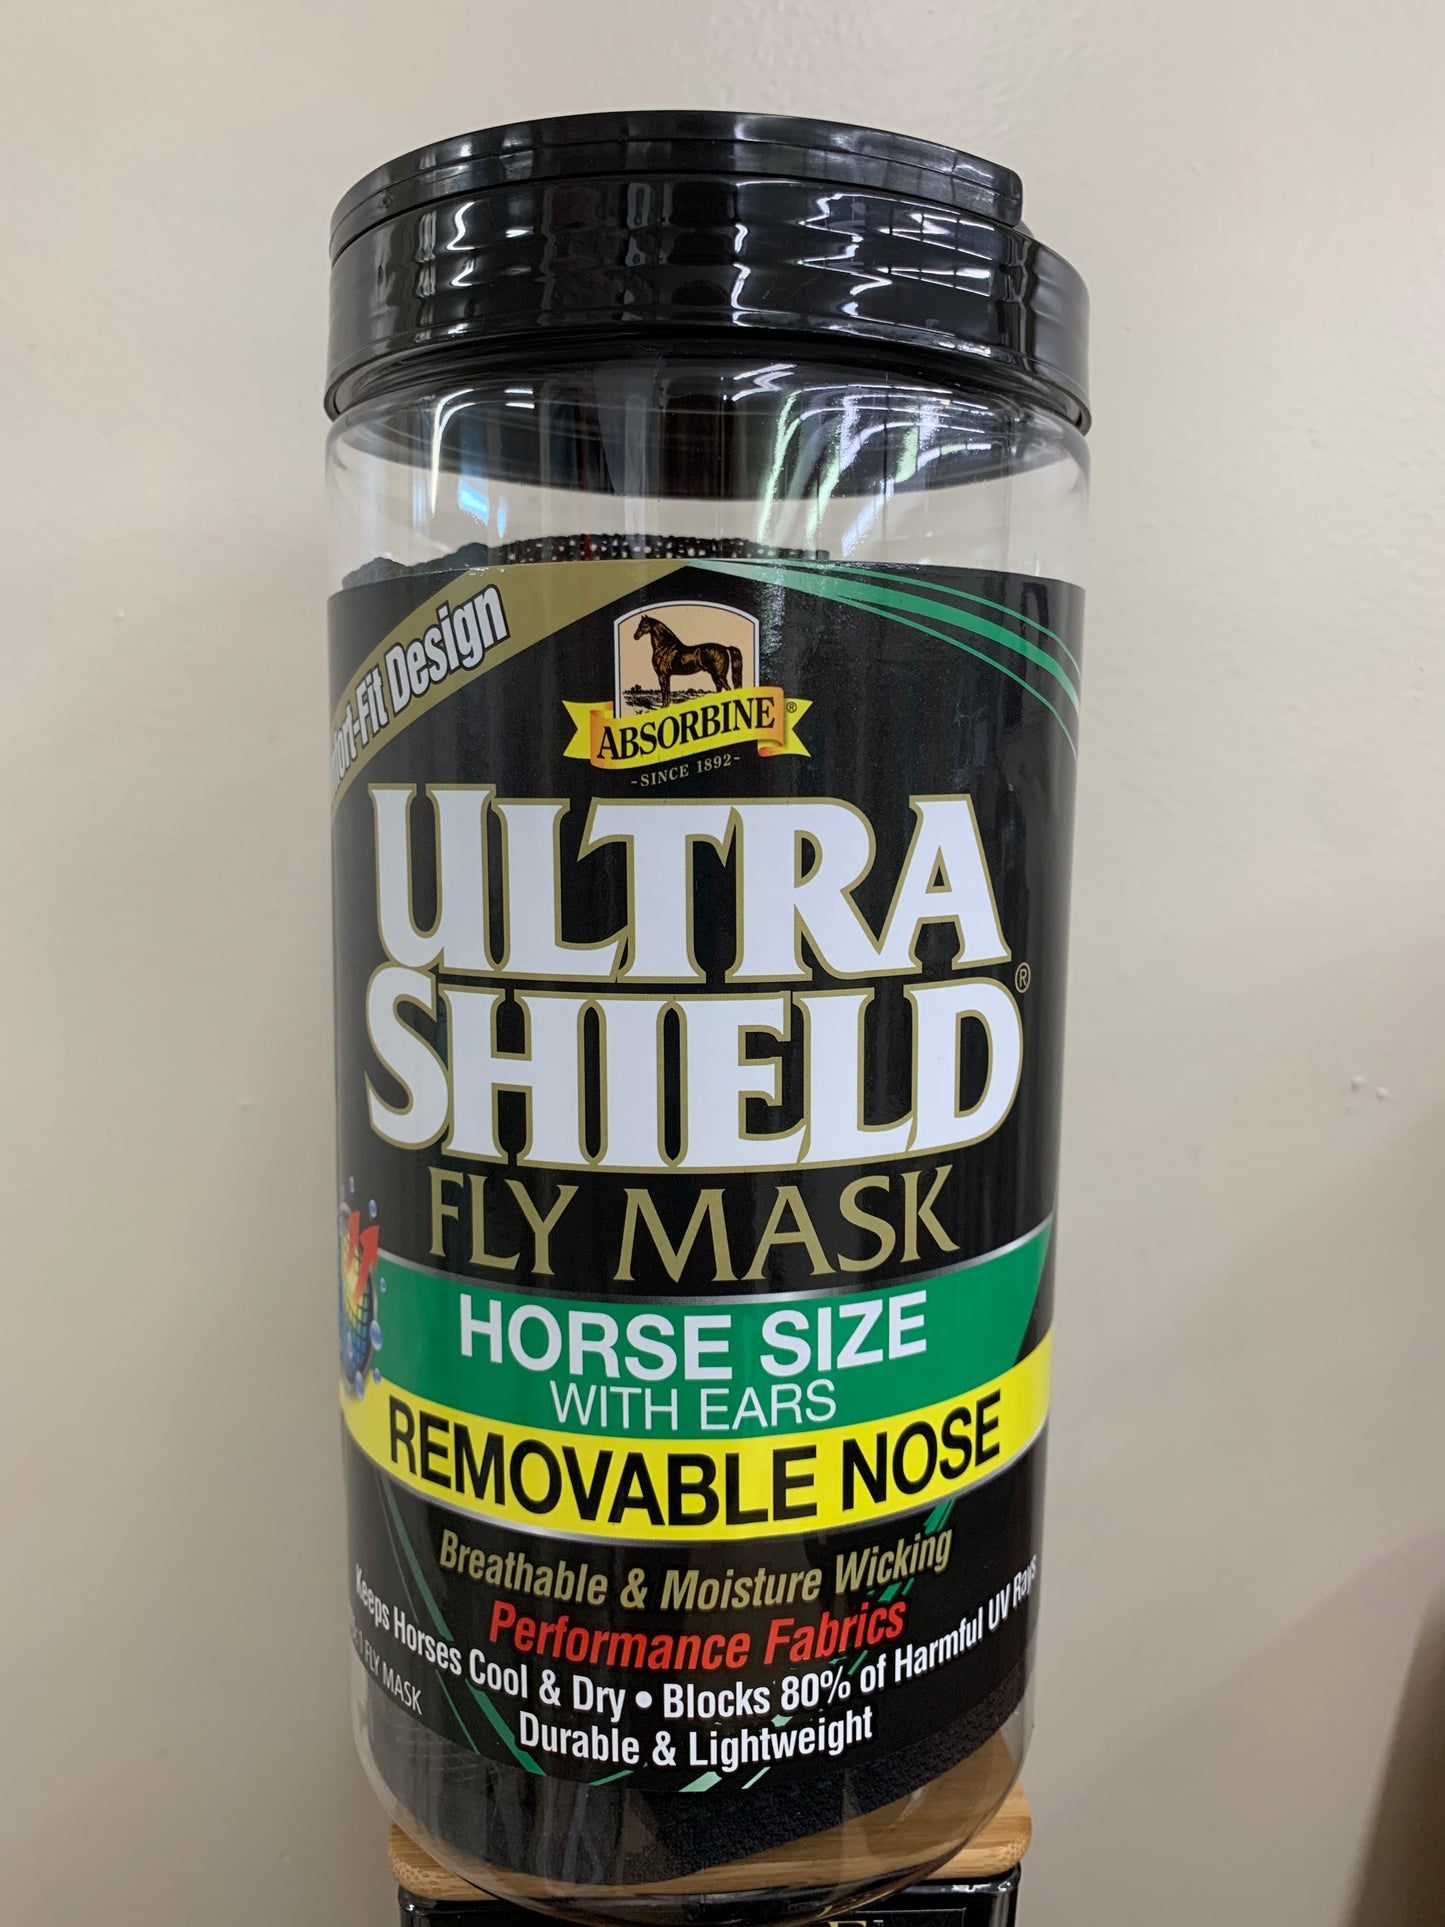 Fit Design
ABSORBINE®
-SINCE 1892-
ULTRA
SHIELD®
FLY MASK
HORSE SIZE
WITH EARS
REMOVABLE NOSE
Breathable & Moisture Wicking
Performance Fabrics
Keeps Horses Cool & Dry • Blocks 80% of Harmful UV Rays
Durable & Lightweight
1 FLY MASK